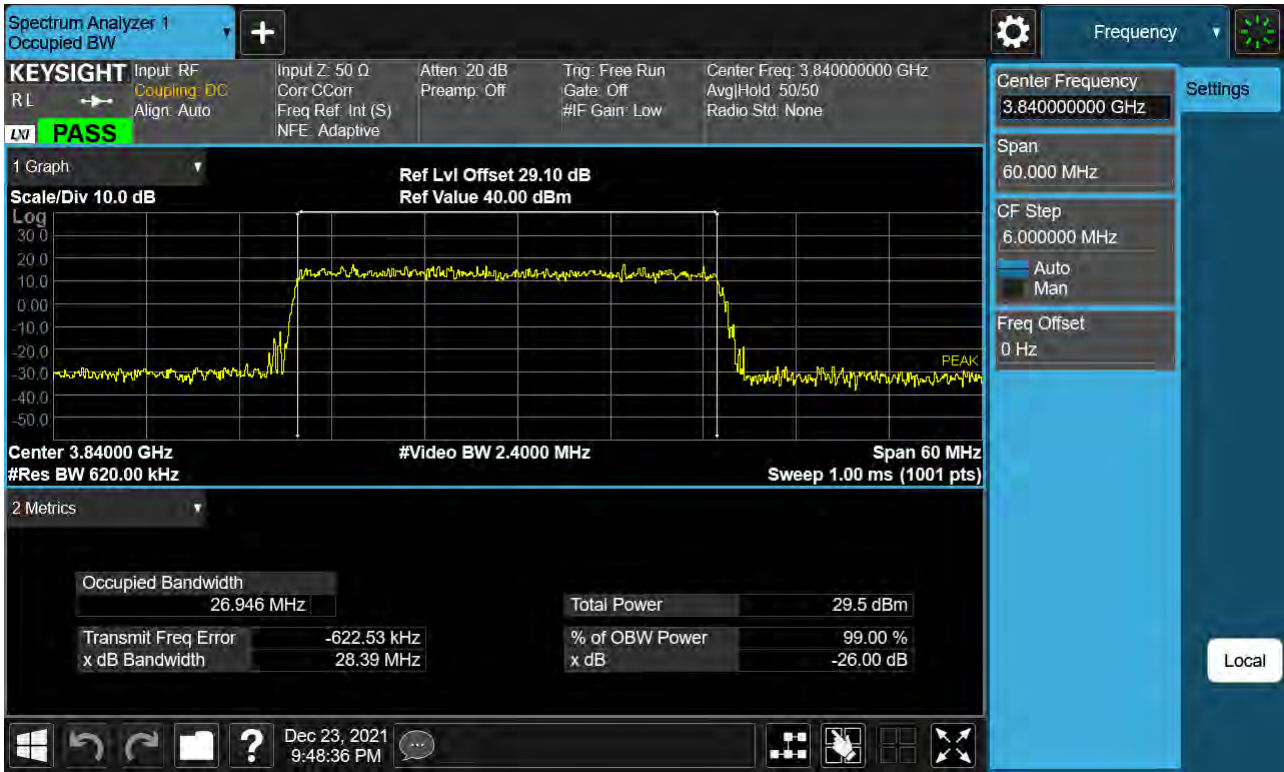 Spectrum Analyzer 1
Occupied BW
+
Frequency
KEYSIGHT
R L
LXI
PASS
Input: RF
Coupling: DC
Align: Auto
Input Z: 50 Ω
Corr CCorr
Freq Ref: Int (S)
NFE: Adaptive
Atten: 20 dB
Preamp: Off
Trig: Free Run
Gate: Off
#IF Gain: Low
Center Freq: 3.840000000 GHz
Avg|Hold: 50/50
Radio Std: None
Center Frequency
3.840000000 GHz
Settings
Span
60.000 MHz
CF Step
6.000000 MHz
Auto
Man
Freq Offset
0 Hz
1 Graph
Scale/Div 10.0 dB
Ref Lvl Offset 29.10 dB
Ref Value 40.00 dBm
Log
30.0
20.0
10.0
0.00
-10.0
-20.0
-30.0
-40.0
-50.0
PEAK
Center 3.84000 GHz
#Video BW 2.4000 MHz
Span 60 MHz
#Res BW 620.00 kHz
Sweep 1.00 ms (1001 pts)
2 Metrics
Occupied Bandwidth
26.946 MHz
Total Power 29.5 dBm
Transmit Freq Error -622.53 kHz
% of OBW Power 99.00 %
x dB Bandwidth 28.39 MHz
x dB -26.00 dB
Local
?
Dec 23, 2021
9:48:36 PM